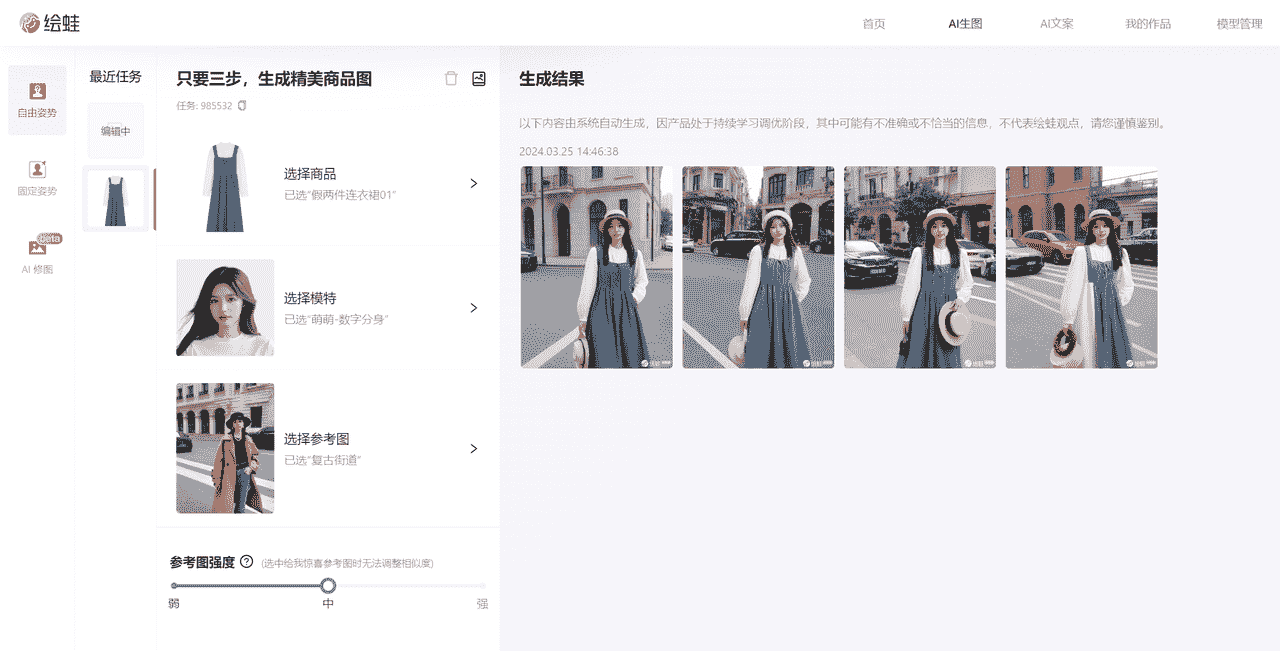 绘蛙
首页
AI生图
AI文案
我的作品
模型管理
自由姿势
固定姿势
beta
AI 修图
最近任务
编辑中
只要三步，生成精美商品图
任务: 985532
选择商品
已选“假两件连衣裙01”
选择模特
已选“萌萌-数字分身”
选择参考图
已选“复古街道”
参考图强度 ? (选中给我惊喜参考图时无法调整相似度)
弱
中
强
生成结果
以下内容由系统自动生成，因产品处于持续学习调优阶段，其中可能有不准确或不恰当的信息，不代表绘蛙观点，请您谨慎鉴别。
2024.03.25 14:46:38